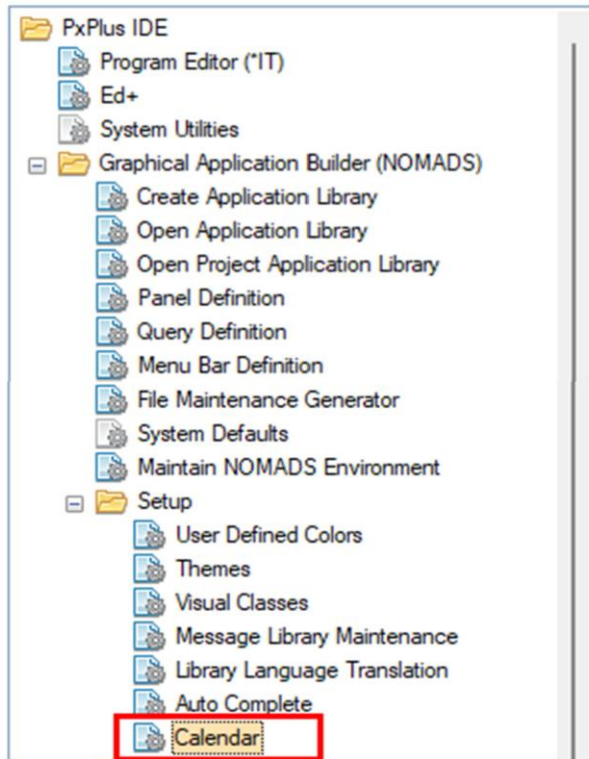 PxPlus IDE
Program Editor (*IT)
Ed+
System Utilities
Graphical Application Builder (NOMADS)
Create Application Library
Open Application Library
Open Project Application Library
Panel Definition
Query Definition
Menu Bar Definition
File Maintenance Generator
System Defaults
Maintain NOMADS Environment
Setup
User Defined Colors
Themes
Visual Classes
Message Library Maintenance
Library Language Translation
Auto Complete
Calendar